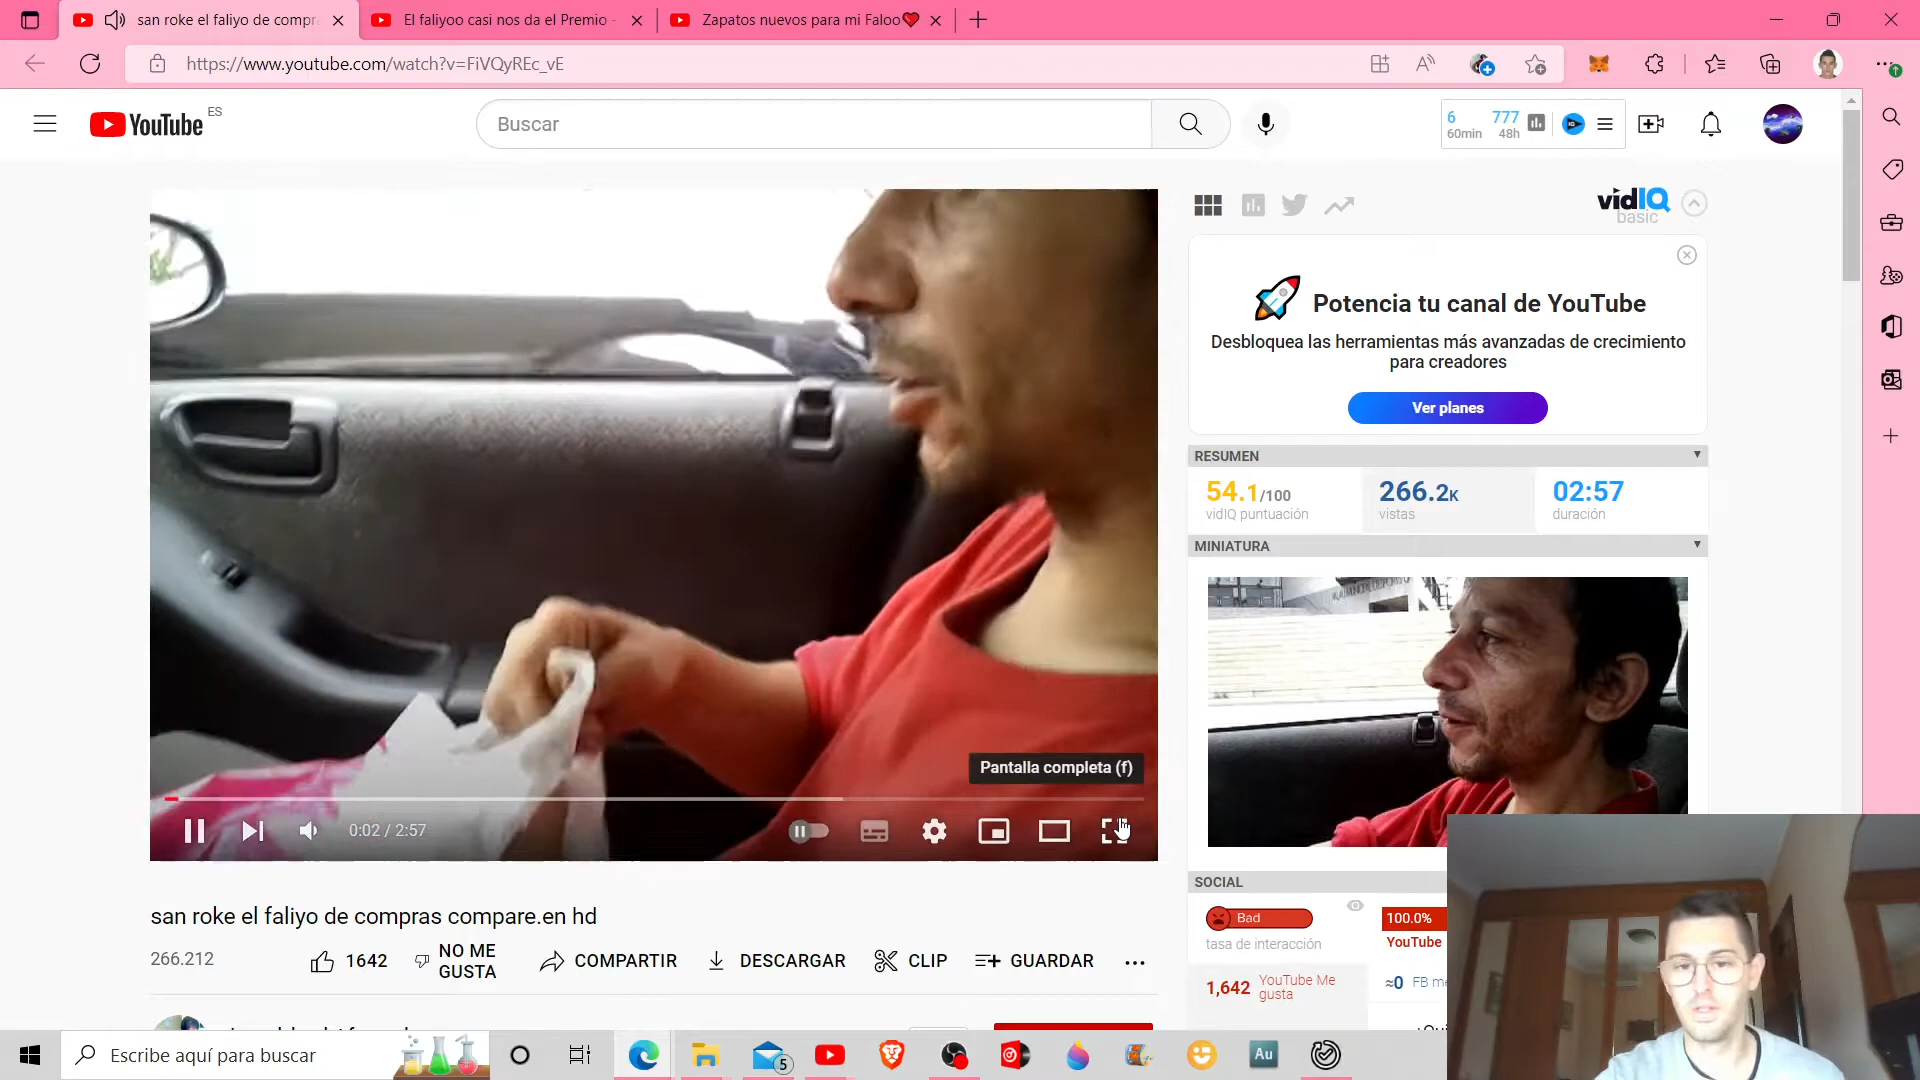 san roke el faliyo de compr
El faliyoo casi nos da el Premio -
Zapatos nuevos para mi Faloo
https://www.youtube.com/watch?v=FiVQyREc_vE
YouTube ES
Buscar
6 777
60min 48h
vidIQ
basic
Potencia tu canal de YouTube
Desbloquea las herramientas más avanzadas de crecimiento
para creadores
Ver planes
RESUMEN
54.1/100 266.2K 02:57
vidIQ puntuación vistas duración
MINIATURA
Pantalla completa (f)
0:02 / 2:57
SOCIAL
Bad
tasa de interacción
100.0%
YouTube
1,642 YouTube Me
gusta
≈0 FB me
san roke el faliyo de compras compare.en hd
266.212
1642
NO ME
GUSTA
COMPARTIR
DESCARGAR
CLIP
GUARDAR
Escribe aquí para buscar
5
Au